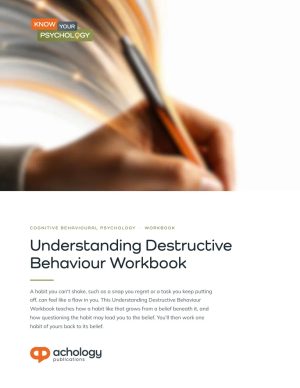 KNOW YOUR
PSYCHOLOGY
COGNITIVE BEHAVIOURAL PSYCHOLOGY · WORKBOOK
Understanding Destructive
Behaviour Workbook
A habit you can't shake, such as a snap you regret or a task you keep putting
off, can feel like a flaw in you. This Understanding Destructive Behaviour
Workbook teaches how a habit like that grows from a belief beneath it, and
how questioning the habit may lead you to the belief. You'll then work one
habit of yours back to its belief.
achology
publications